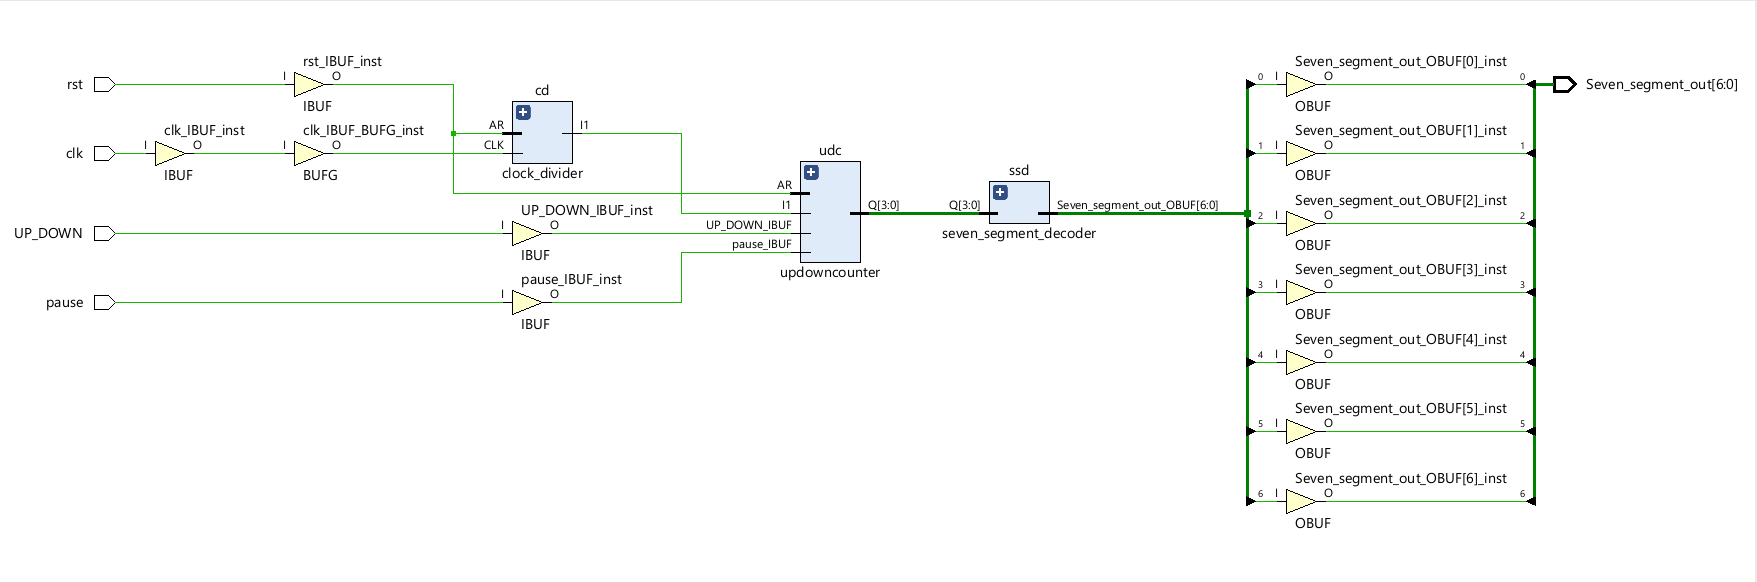 rst
I
rst_IBUF_inst
O
IBUF
clk
I
clk_IBUF_inst
O
IBUF
I
clk_IBUF_BUFG_inst
O
BUFG
cd
AR
CLK
I1
clock_divider
UP_DOWN
I
UP_DOWN_IBUF_inst
O
IBUF
pause
I
pause_IBUF_inst
O
IBUF
udc
AR
I1
UP_DOWN_IBUF
pause_IBUF
Q[3:0]
updowncounter
ssd
Q[3:0]
Seven_segment_out_OBUF[6:0]
seven_segment_decoder
Seven_segment_out_OBUF[0]_inst
0 I O 0
OBUF
Seven_segment_out_OBUF[1]_inst
1 I O 1
OBUF
Seven_segment_out_OBUF[2]_inst
2 I O 2
OBUF
Seven_segment_out_OBUF[3]_inst
3 I O 3
OBUF
Seven_segment_out_OBUF[4]_inst
4 I O 4
OBUF
Seven_segment_out_OBUF[5]_inst
5 I O 5
OBUF
Seven_segment_out_OBUF[6]_inst
6 I O 6
OBUF
Seven_segment_out[6:0]